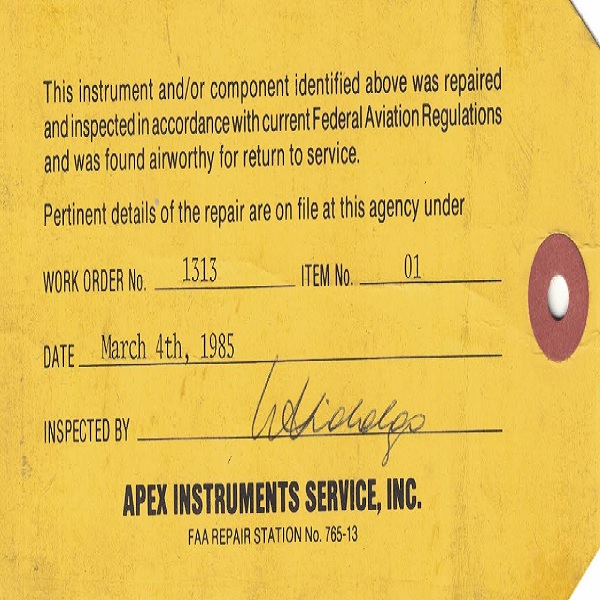 This instrument and/or component identified above was repaired
and inspected in accordance with current Federal Aviation Regulations
and was found airworthy for return to service.
Pertinent details of the repair are on file at this agency under
WORK ORDER No. 1313 ITEM No. 01
DATE March 4th, 1985
INSPECTED BY Hidalgo
APEX INSTRUMENTS SERVICE, INC.
FAA REPAIR STATION No. 765-13